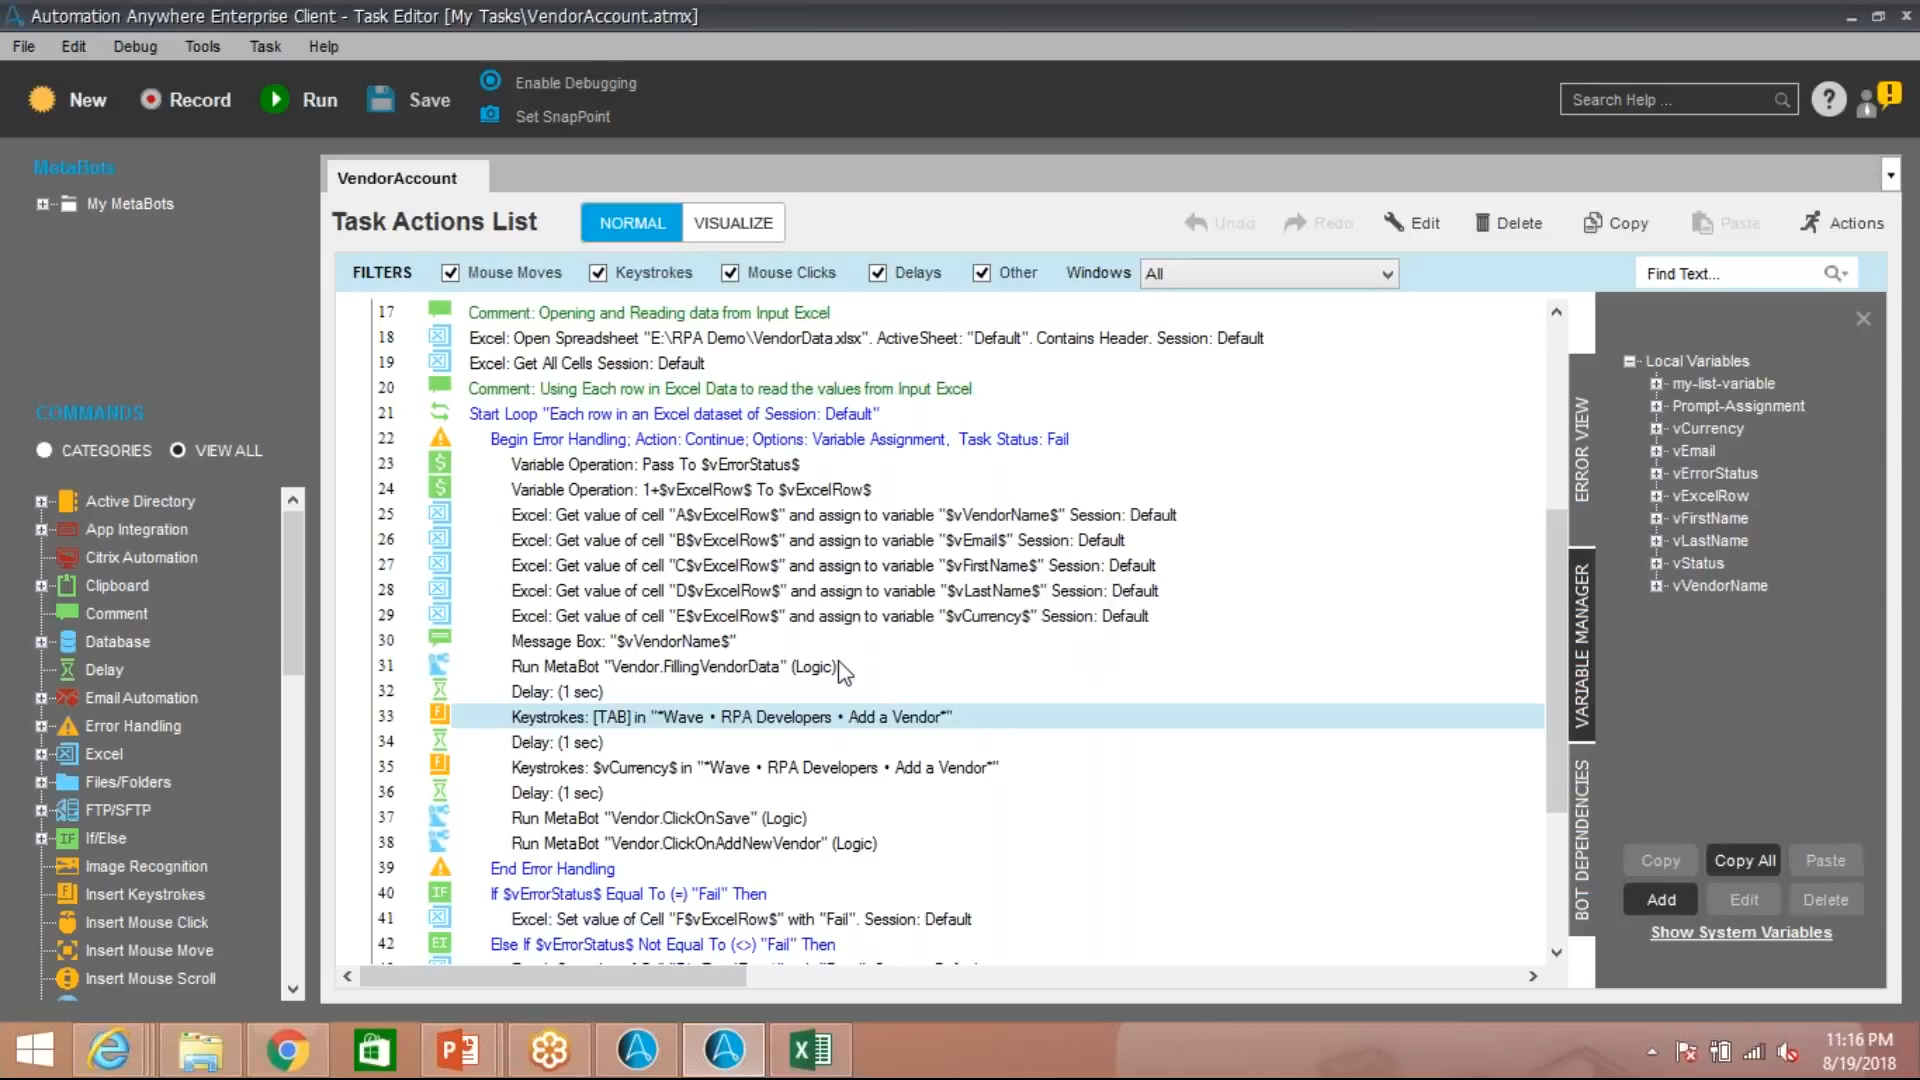 Automation Anywhere Enterprise Client - Task Editor [My Tasks\VendorAccount.atmx]
File Edit Debug Tools Task Help
New Record Run Save
Enable Debugging
Set SnapPoint
Search Help ...
MetaBots
My MetaBots
COMMANDS
CATEGORIES VIEW ALL
Active Directory
App Integration
Citrix Automation
Clipboard
Comment
Database
Delay
Email Automation
Error Handling
Excel
Files/Folders
FTP/SFTP
If/Else
Image Recognition
Insert Keystrokes
Insert Mouse Click
Insert Mouse Move
Insert Mouse Scroll
VendorAccount
Task Actions List NORMAL VISUALIZE
Undo Redo Edit Delete Copy Paste Actions
FILTERS Mouse Moves Keystrokes Mouse Clicks Delays Other Windows All
Find Text...
17 Comment: Opening and Reading data from Input Excel
18 Excel: Open Spreadsheet "E:\RPA Demo\VendorData.xlsx". ActiveSheet: "Default". Contains Header. Session: Default
19 Excel: Get All Cells Session: Default
20 Comment: Using Each row in Excel Data to read the values from Input Excel
21 Start Loop "Each row in an Excel dataset of Session: Default"
22 Begin Error Handling; Action: Continue; Options: Variable Assignment, Task Status: Fail
23 Variable Operation: Pass To $vErrorStatus$
24 Variable Operation: 1+$vExcelRow$ To $vExcelRow$
25 Excel: Get value of cell "A$vExcelRow$" and assign to variable "$vVendorName$" Session: Default
26 Excel: Get value of cell "B$vExcelRow$" and assign to variable "$vEmail$" Session: Default
27 Excel: Get value of cell "C$vExcelRow$" and assign to variable "$vFirstName$" Session: Default
28 Excel: Get value of cell "D$vExcelRow$" and assign to variable "$vLastName$" Session: Default
29 Excel: Get value of cell "E$vExcelRow$" and assign to variable "$vCurrency$" Session: Default
30 Message Box: "$vVendorName$"
31 Run MetaBot "Vendor.FillingVendorData" (Logic)
32 Delay: (1 sec)
33 Keystrokes: [TAB] in "*Wave • RPA Developers • Add a Vendor*"
34 Delay: (1 sec)
35 Keystrokes: $vCurrency$ in "*Wave • RPA Developers • Add a Vendor*"
36 Delay: (1 sec)
37 Run MetaBot "Vendor.ClickOnSave" (Logic)
38 Run MetaBot "Vendor.ClickOnAddNewVendor" (Logic)
39 End Error Handling
40 If $vErrorStatus$ Equal To (=) "Fail" Then
41 Excel: Set value of Cell "F$vExcelRow$" with "Fail". Session: Default
42 Else If $vErrorStatus$ Not Equal To (<>) "Fail" Then
ERROR VIEW
VARIABLE MANAGER
BOT DEPENDENCIES
Local Variables
my-list-variable
Prompt-Assignment
vCurrency
vEmail
vErrorStatus
vExcelRow
vFirstName
vLastName
vStatus
vVendorName
Copy Copy All Paste
Add Edit Delete
Show System Variables
11:16 PM
8/19/2018